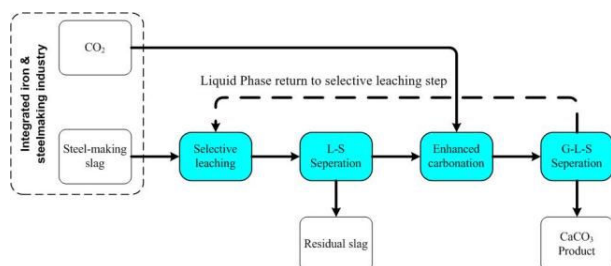 Integrated iron &
steelmaking industry
CO₂
Liquid Phase return to selective leaching step
Steel-making
slag
Selective
leaching
L-S
Seperation
Enhanced
carbonation
G-L-S
Seperation
Residual slag
CaCO₃
Product